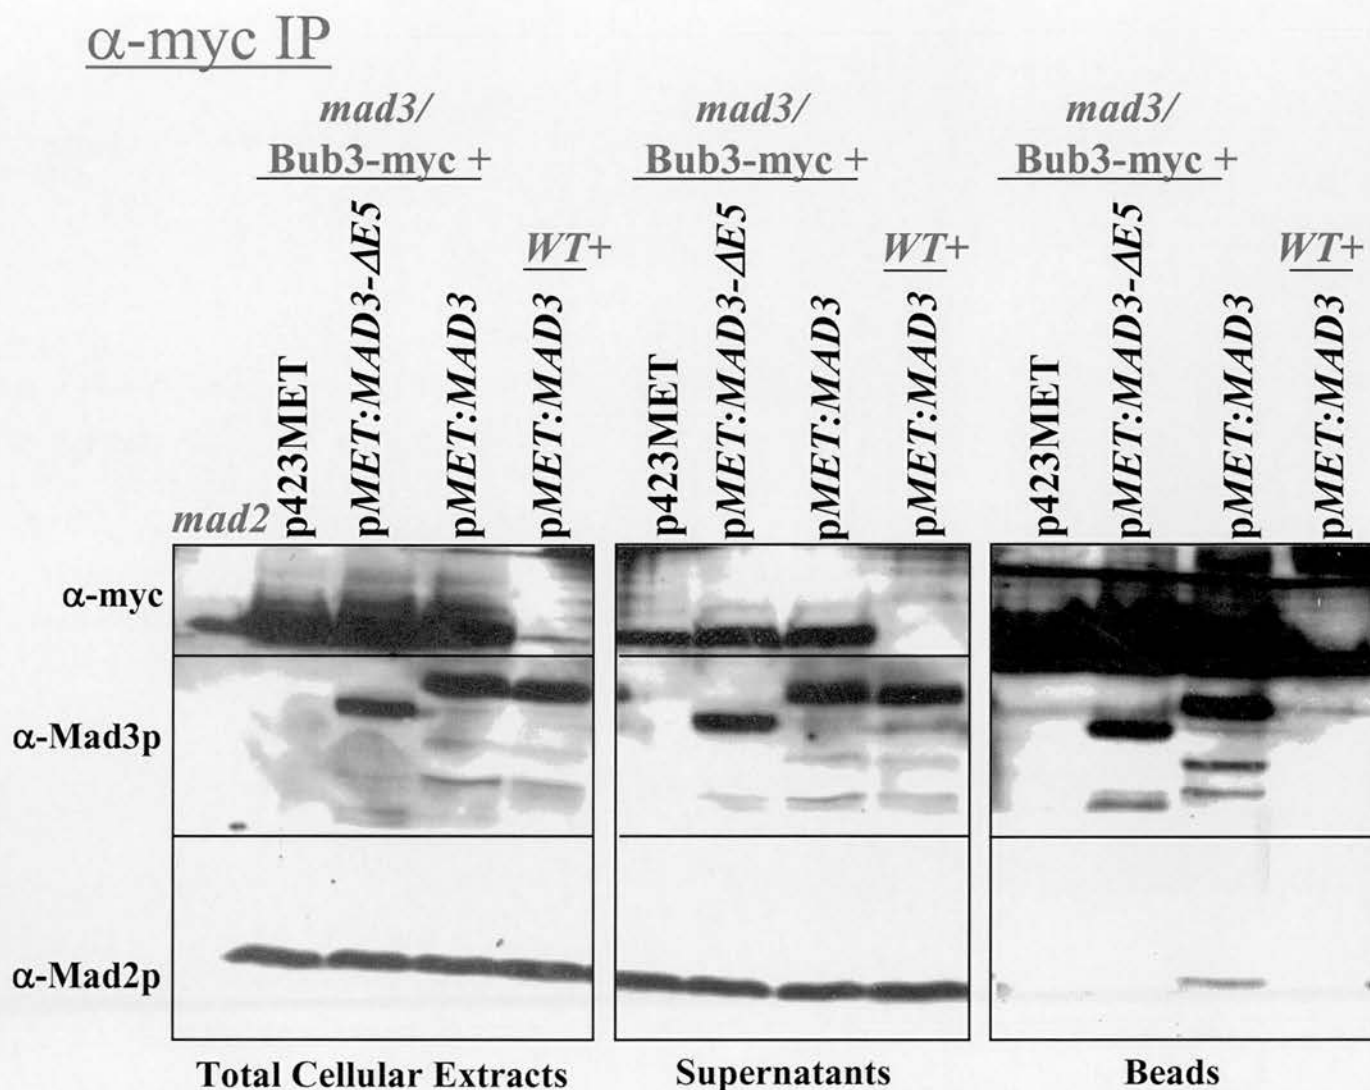 α-myc IP
mad3/
Bub3-myc +
mad3/
Bub3-myc +
mad3/
Bub3-myc +
WT+
WT+
WT+
mad2
p423MET
pMET:MAD3-ΔE5
pMET:MAD3
pMET:MAD3
p423MET
pMET:MAD3-ΔE5
pMET:MAD3
pMET:MAD3
p423MET
pMET:MAD3-ΔE5
pMET:MAD3
pMET:MAD3
α-myc
α-Mad3p
α-Mad2p
Total Cellular Extracts
Supernatants
Beads